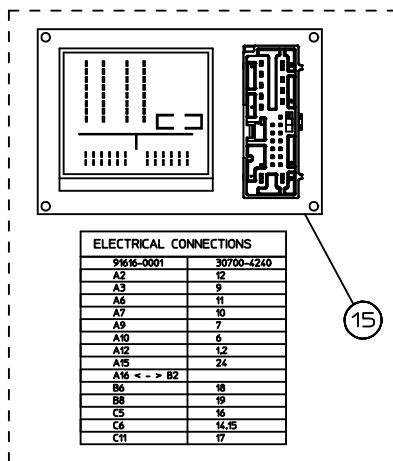 ELECTRICAL CONNECTIONS
91616-0001 30700-4240
A2 12
A3 9
A6 11
A7 10
A9 7
A10 6
A12 1,2
A15 24
A16 < - > B2
B6 18
B8 19
C5 16
C6 14,15
C11 17
15